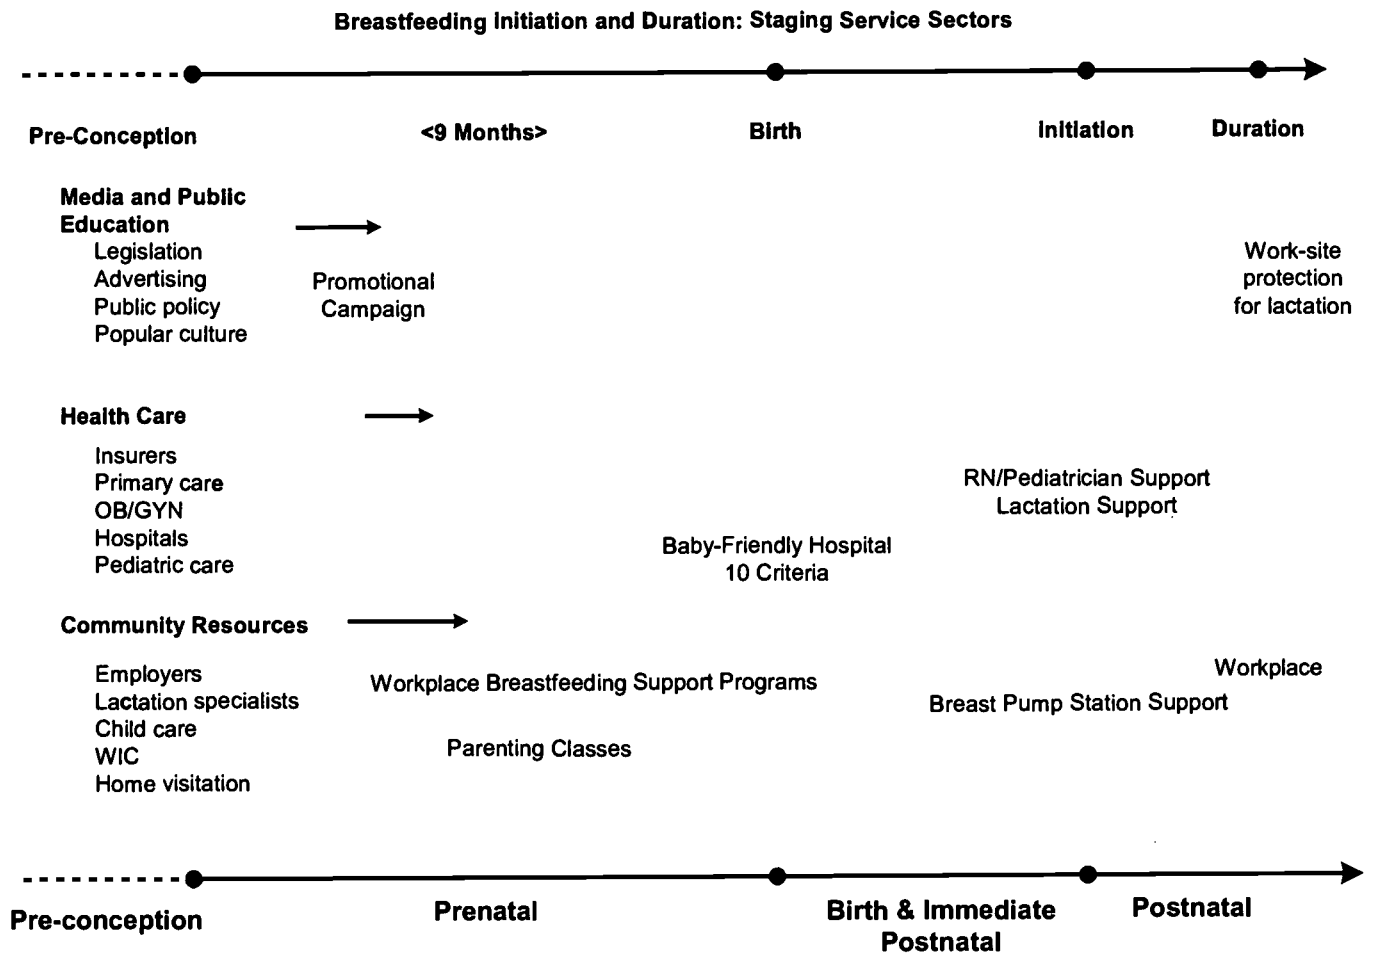 Breastfeeding Initiation and Duration: Staging Service Sectors
Pre-Conception
<9 Months>
Birth
Initiation
Duration
Media and Public
Education
Legislation
Advertising
Public policy
Popular culture
Promotional
Campaign
Work-site
protection
for lactation
Health Care
Insurers
Primary care
OB/GYN
Hospitals
Pediatric care
RN/Pediatrician Support
Lactation Support
Baby-Friendly Hospital
10 Criteria
Community Resources
Employers
Lactation specialists
Child care
WIC
Home visitation
Workplace Breastfeeding Support Programs
Parenting Classes
Workplace
Breast Pump Station Support
Pre-conception
Prenatal
Birth & Immediate
Postnatal
Postnatal